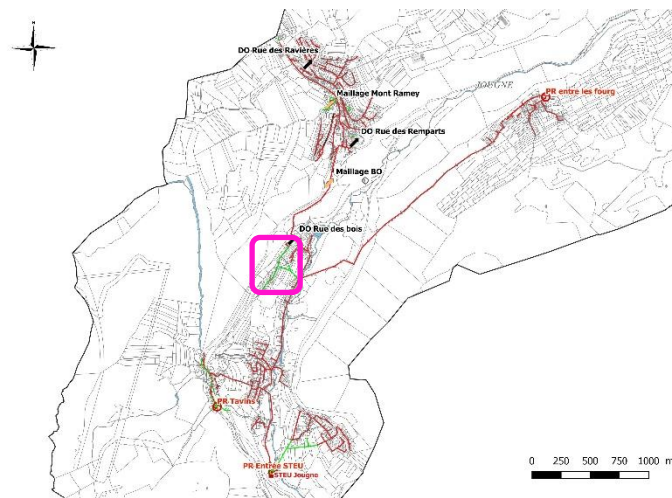 N
DO Rue des Ravières
Maillage Mont Ramey
JOUGNE
PR entre les fourg
DO Rue des Remparts
Maillage BO
DO Rue des bois
PR Tavins
PR Entrée STEU
STEU Jougne
0 250 500 750 1000 m